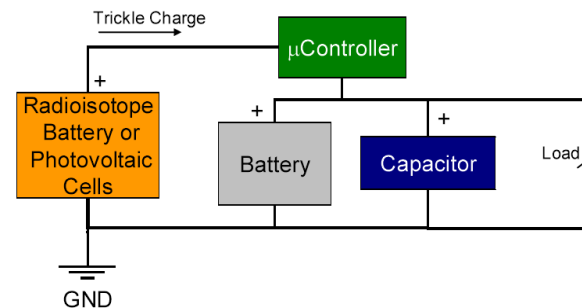 Trickle Charge
μController
+
Radioisotope
Battery or
Photovoltaic
Cells
+
Battery
+
Capacitor
Load
GND